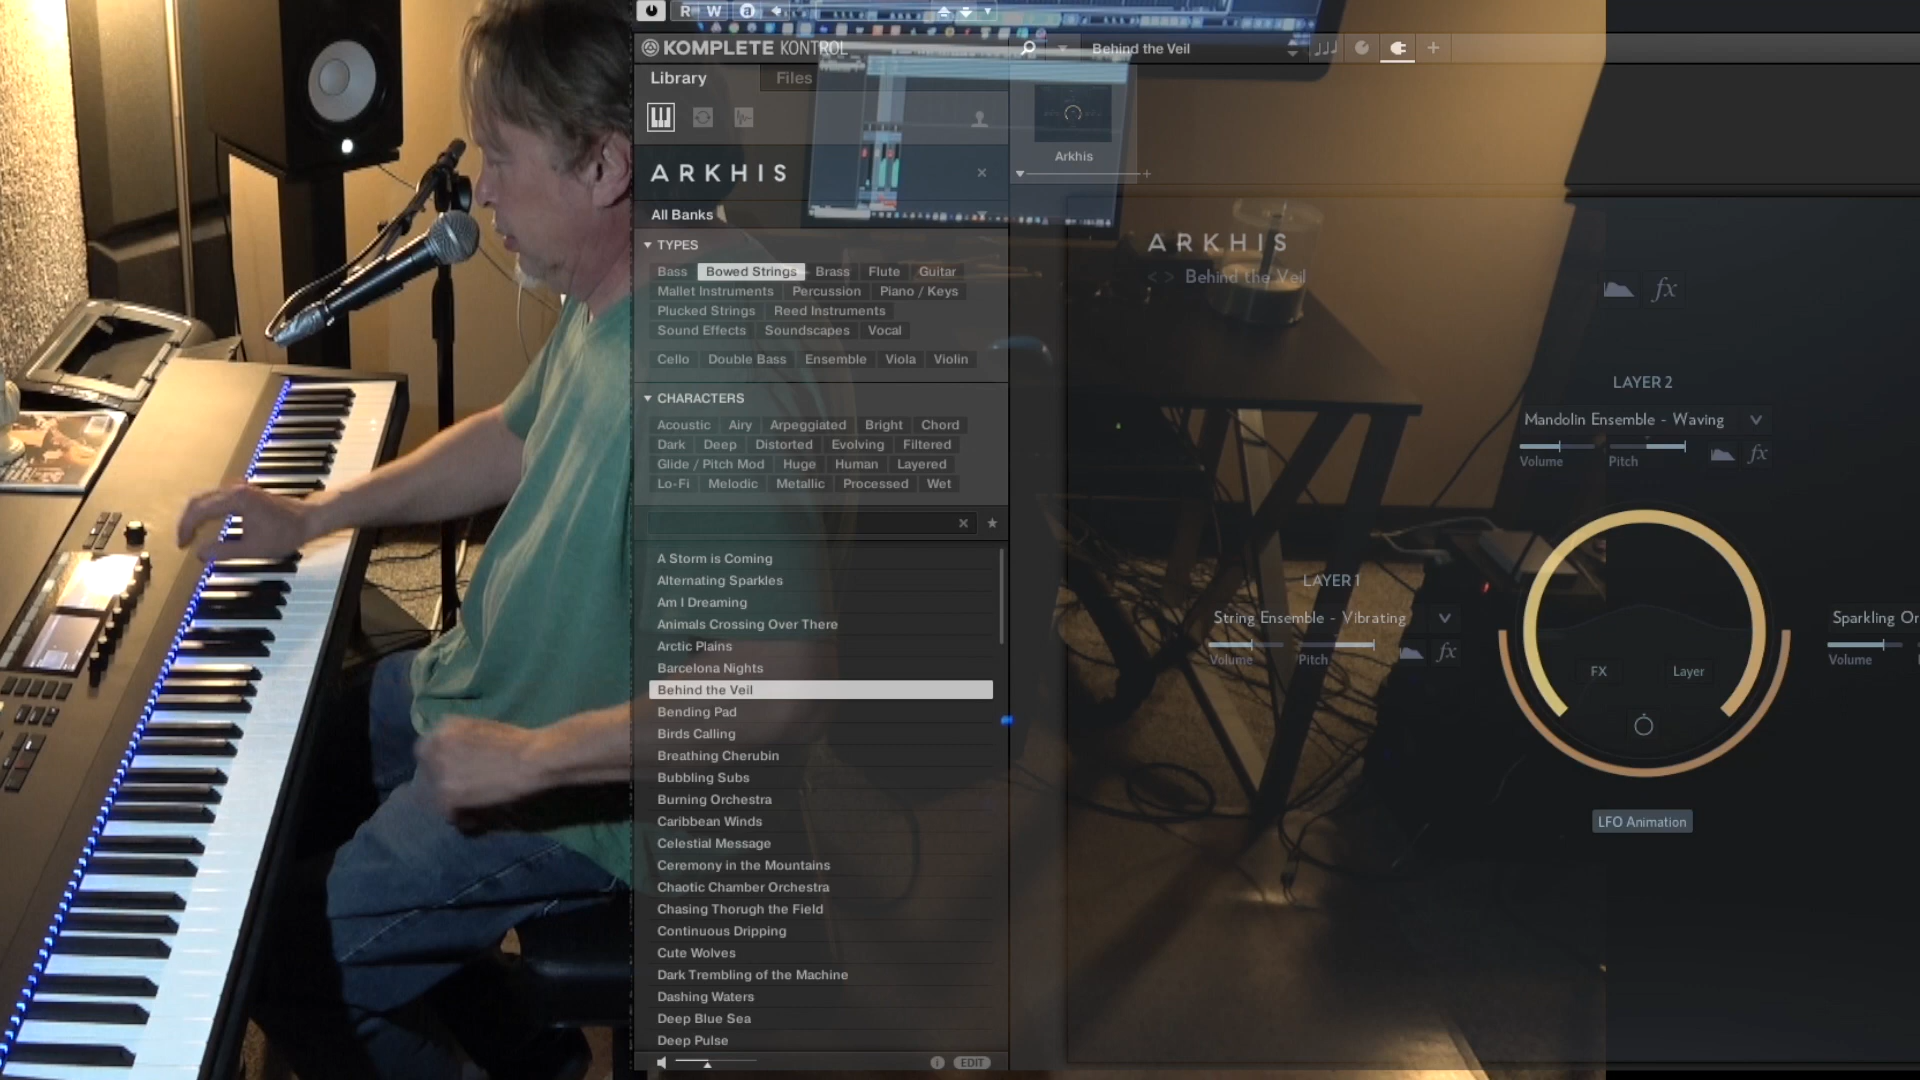 R W a
KOMPLETE KONTROL
Behind the Veil
Library Files
ARKHIS
Arkhis
All Banks
TYPES
Bass Bowed Strings Brass Flute Guitar
Mallet Instruments Percussion Piano / Keys
Plucked Strings Reed Instruments
Sound Effects Soundscapes Vocal
Cello Double Bass Ensemble Viola Violin
CHARACTERS
Acoustic Airy Arpeggiated Bright Chord
Dark Deep Distorted Evolving Filtered
Glide / Pitch Mod Huge Human Layered
Lo-Fi Melodic Metallic Processed Wet
A Storm is Coming
Alternating Sparkles
Am I Dreaming
Animals Crossing Over There
Arctic Plains
Barcelona Nights
Behind the Veil
Bending Pad
Birds Calling
Breathing Cherubin
Bubbling Subs
Burning Orchestra
Caribbean Winds
Celestial Message
Ceremony in the Mountains
Chaotic Chamber Orchestra
Chasing Thorugh the Field
Continuous Dripping
Cute Wolves
Dark Trembling of the Machine
Dashing Waters
Deep Blue Sea
Deep Pulse
EDIT
ARKHIS
< > Behind the Veil
fx
LAYER 2
Mandolin Ensemble - Waving
Volume Pitch fx
LAYER 1
String Ensemble - Vibrating
Volume Pitch fx
FX Layer
LFO Animation
Sparkling Or
Volume